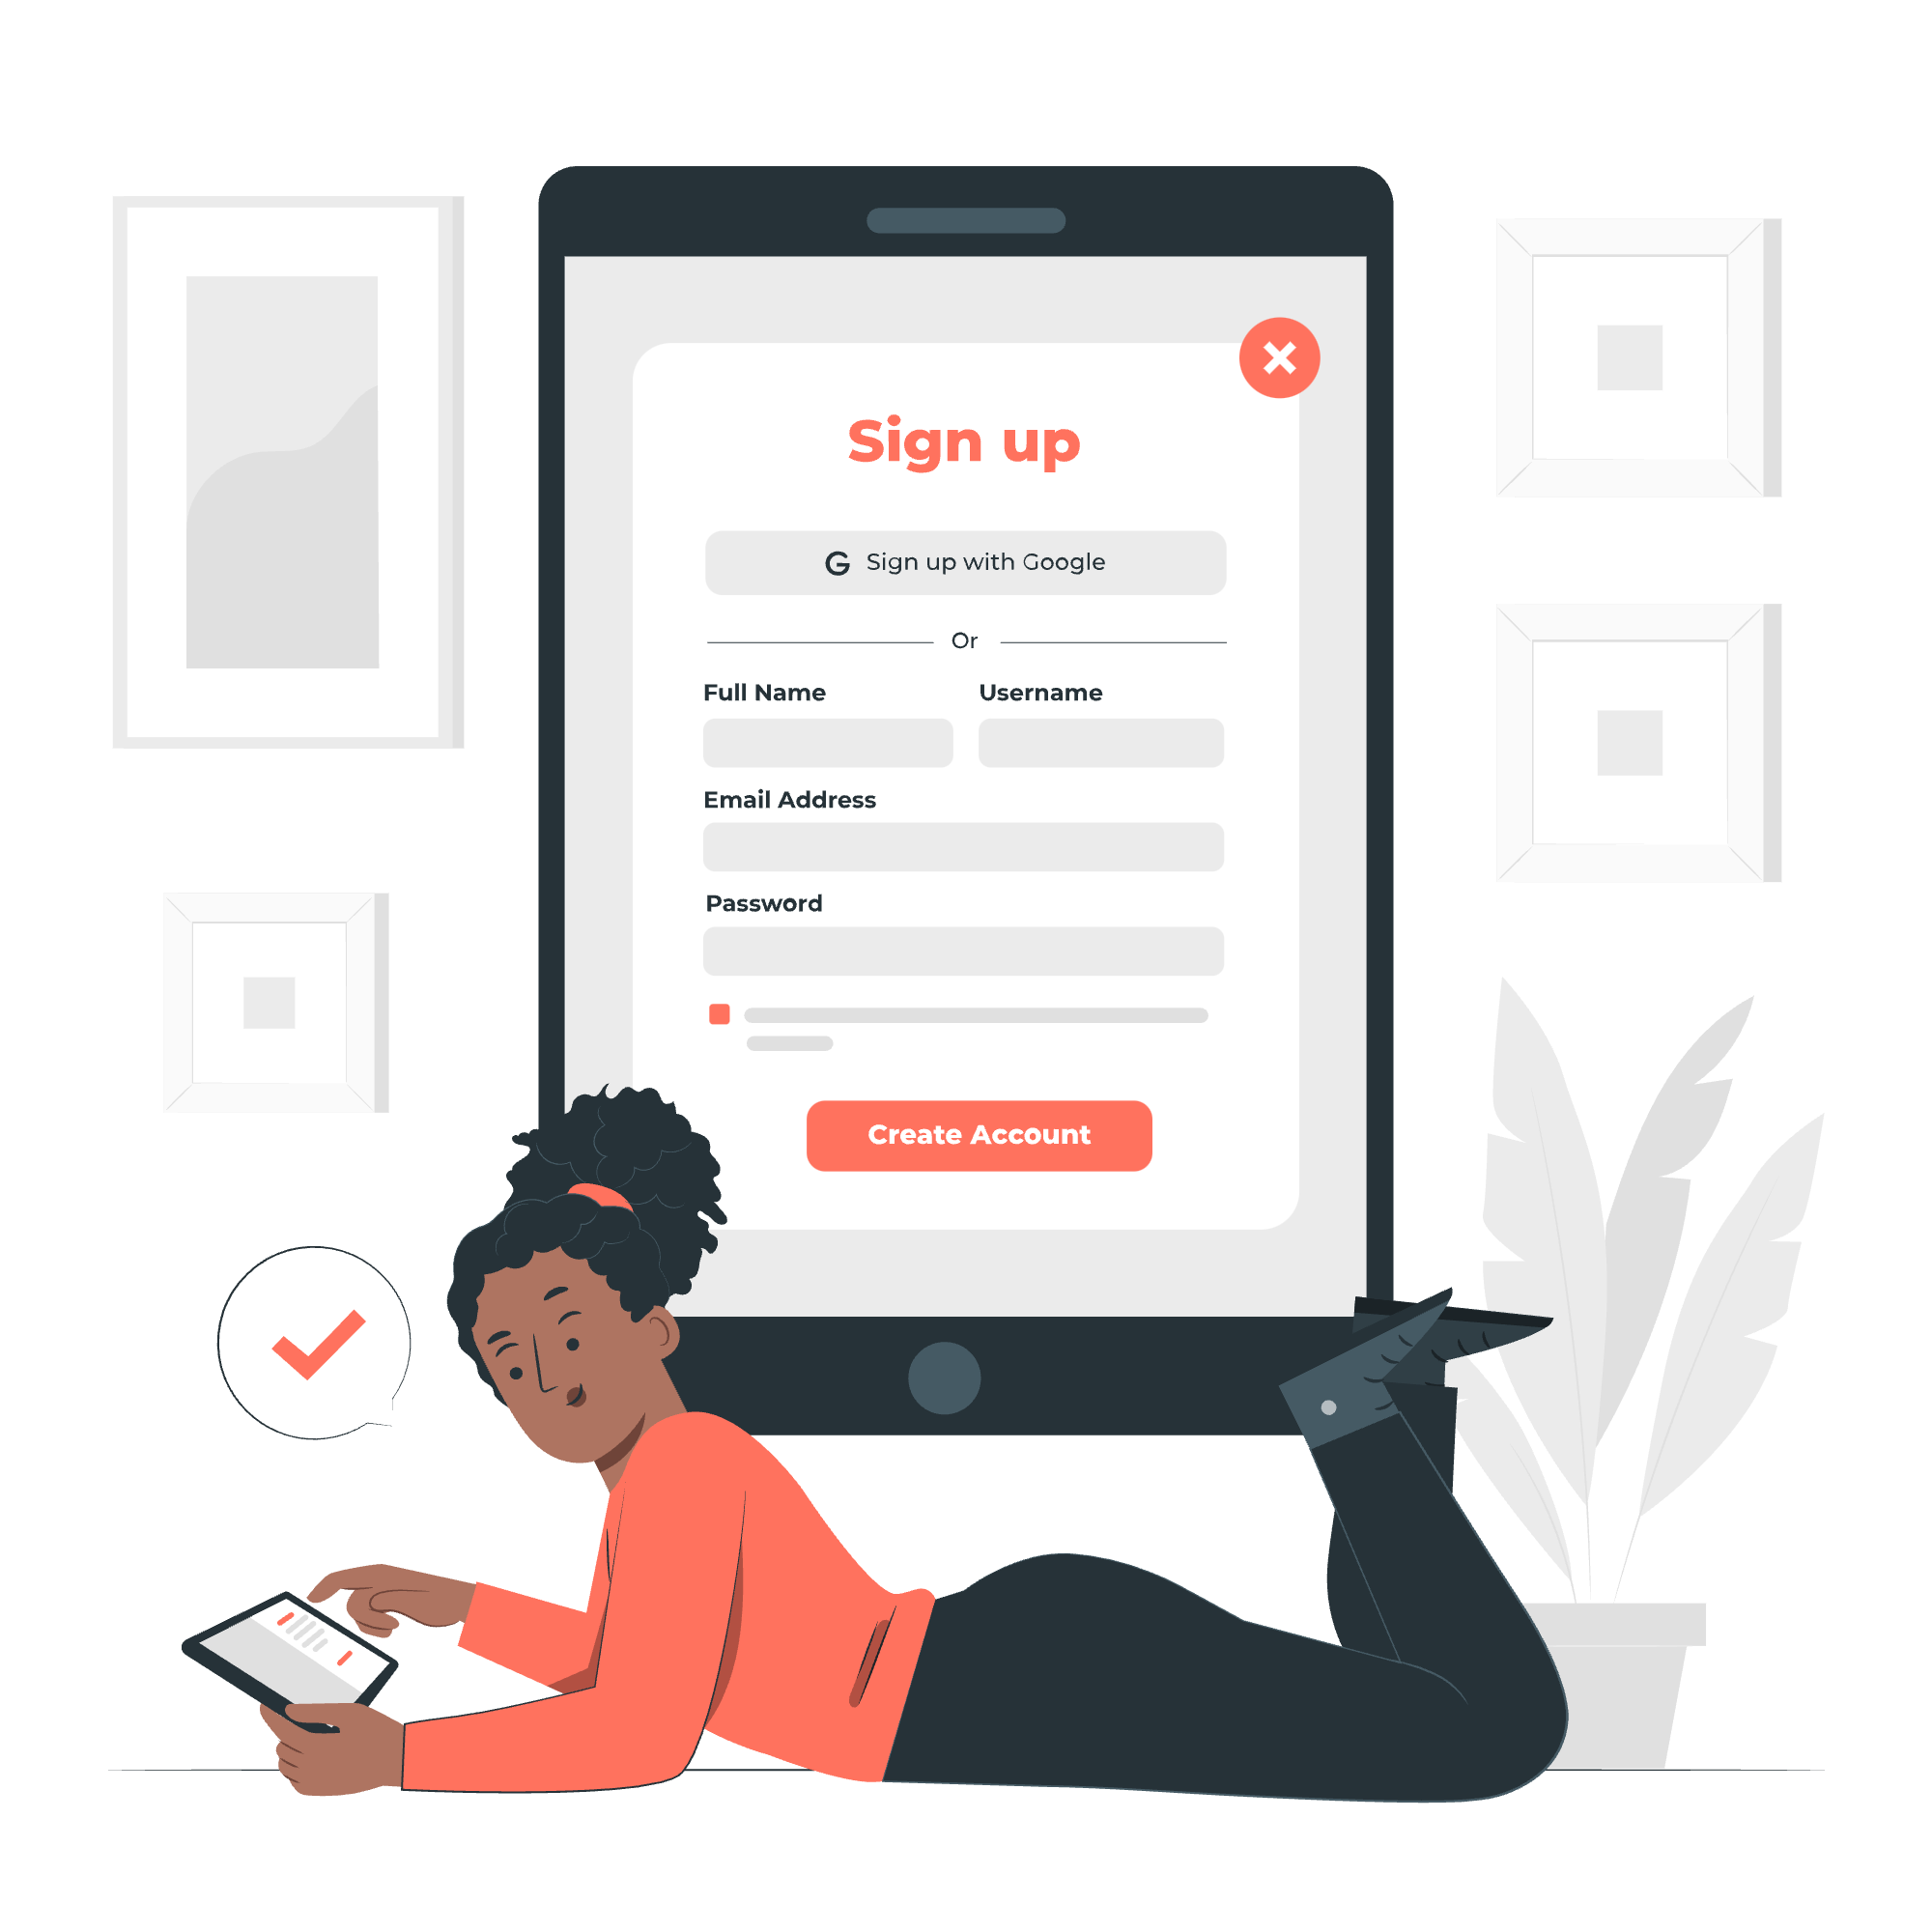 Sign up
G Sign up with Google
Or
Full Name Username
Email Address
Password
Create Account